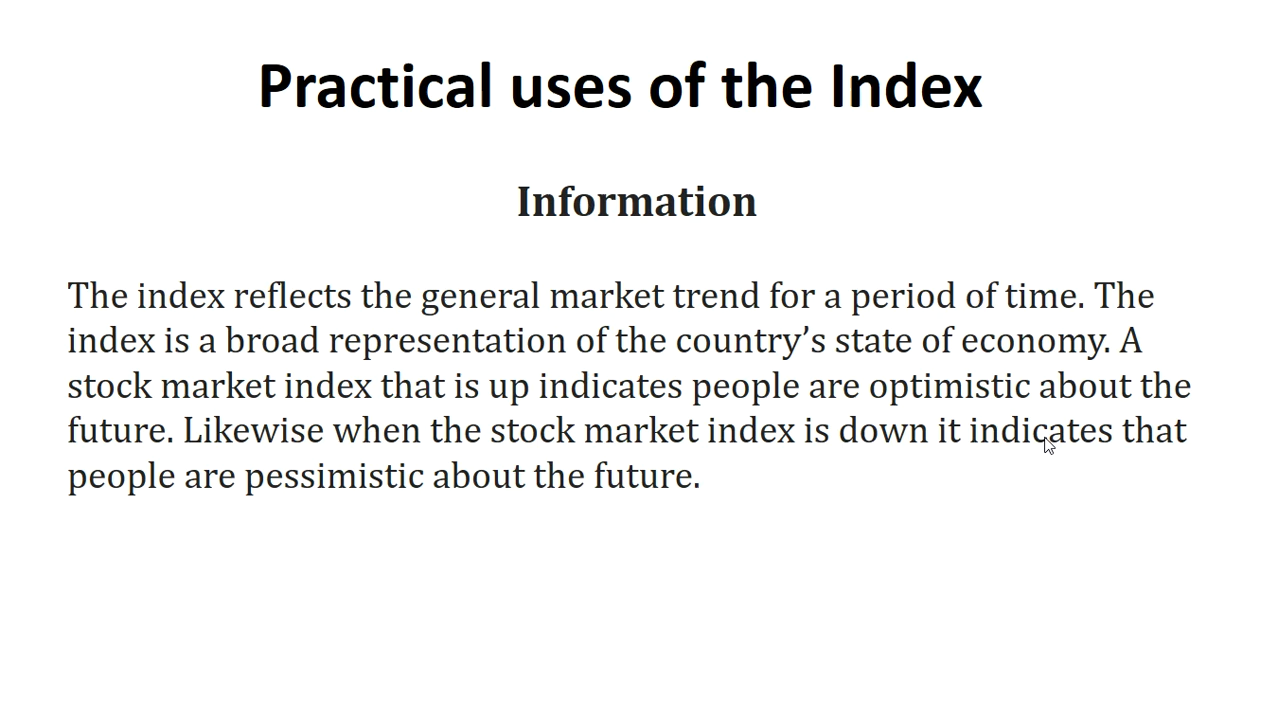 Practical uses of the Index
Information
The index reflects the general market trend for a period of time. The
index is a broad representation of the country’s state of economy. A
stock market index that is up indicates people are optimistic about the
future. Likewise when the stock market index is down it indicates that
people are pessimistic about the future.